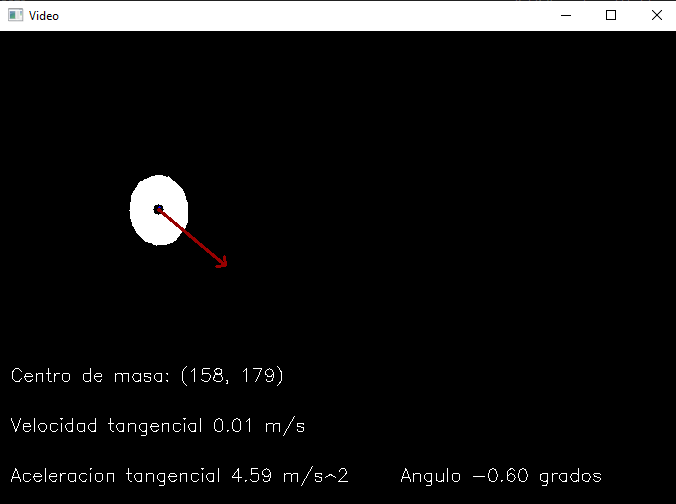 Video
Centro de masa: (158, 179)
Velocidad tangencial 0.01 m/s
Aceleracion tangencial 4.59 m/s^2 Angulo -0.60 grados